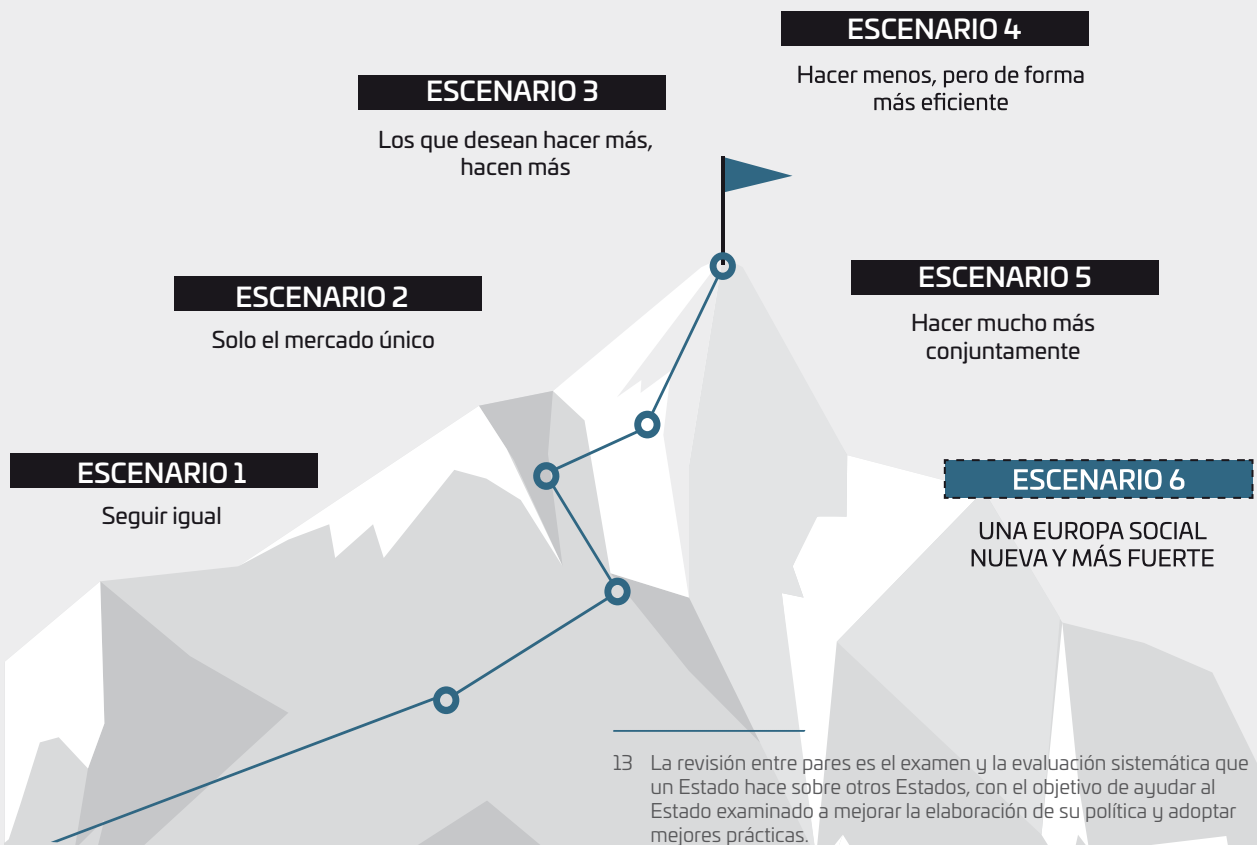 ESCENARIO 1
Seguir igual
ESCENARIO 2
Solo el mercado único
ESCENARIO 3
Los que desean hacer más,
hacen más
ESCENARIO 4
Hacer menos, pero de forma
más eficiente
ESCENARIO 5
Hacer mucho más
conjuntamente
ESCENARIO 6
UNA EUROPA SOCIAL
NUEVA Y MÁS FUERTE
13 La revisión entre pares es el examen y la evaluación sistemática que
un Estado hace sobre otros Estados, con el objetivo de ayudar al
Estado examinado a mejorar la elaboración de su política y adoptar
mejores prácticas.